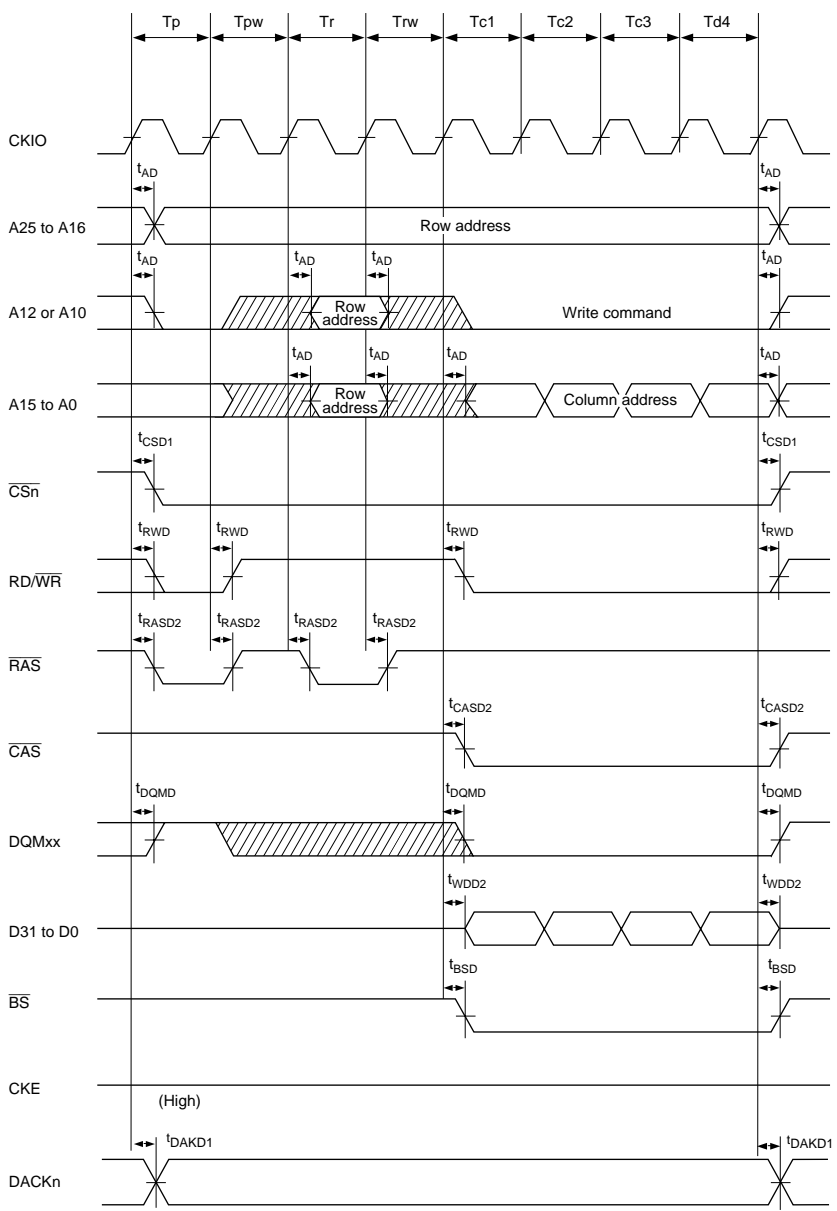 Tp Tpw Tr Trw Tc1 Tc2 Tc3 Td4
CKIO
tAD tAD
A25 to A16 Row address
tAD tAD tAD tAD
A12 or A10 Row address Write command
tAD tAD tAD tAD
A15 to A0 Row address Column address
tCSD1 tCSD1
CSn
tRWD tRWD tRWD tRWD
RD/WR
tRASD2 tRASD2 tRASD2 tRASD2
RAS
tCASD2 tCASD2
CAS
tDQMD tDQMD tDQMD
DQMxx
tWDD2 tWDD2
D31 to D0
tBSD tBSD
BS
CKE
(High)
tDAKD1 tDAKD1
DACKn